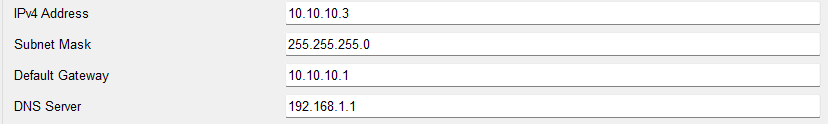 IPv4 Address 10.10.10.3
Subnet Mask 255.255.255.0
Default Gateway 10.10.10.1
DNS Server 192.168.1.1